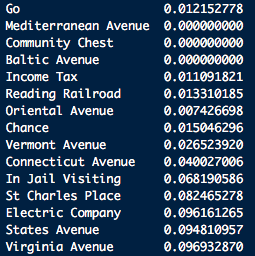 Go 0.012152778
Mediterranean Avenue 0.000000000
Community Chest 0.000000000
Baltic Avenue 0.000000000
Income Tax 0.011091821
Reading Railroad 0.013310185
Oriental Avenue 0.007426698
Chance 0.015046296
Vermont Avenue 0.026523920
Connecticut Avenue 0.040027006
In Jail Visiting 0.068190586
St Charles Place 0.082465278
Electric Company 0.096161265
States Avenue 0.094810957
Virginia Avenue 0.096932870